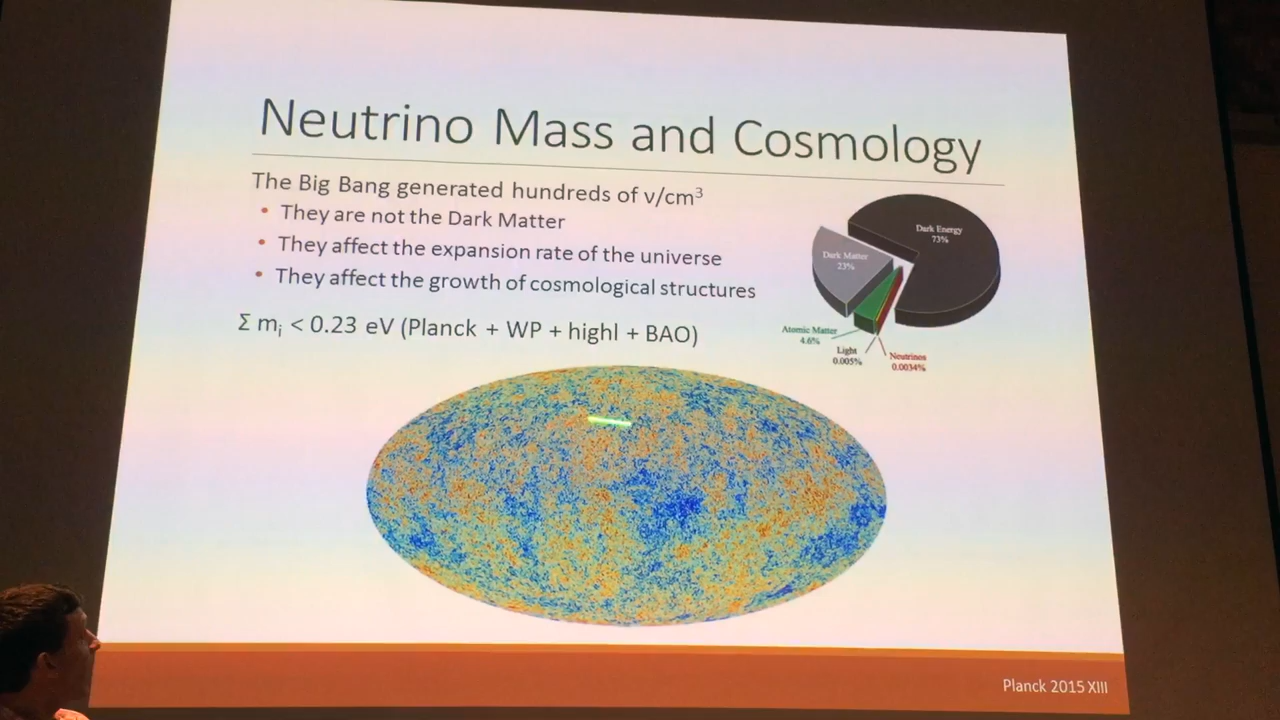 Neutrino Mass and Cosmology
The Big Bang generated hundreds of ν/cm³
• They are not the Dark Matter
• They affect the expansion rate of the universe
• They affect the growth of cosmological structures
Σ mᵢ < 0.23 eV (Planck + WP + highl + BAO)
Dark Energy
73%
Dark Matter
23%
Atomic Matter
4.6%
Light
0.005%
Neutrinos
0.0034%
Planck 2015 XIII